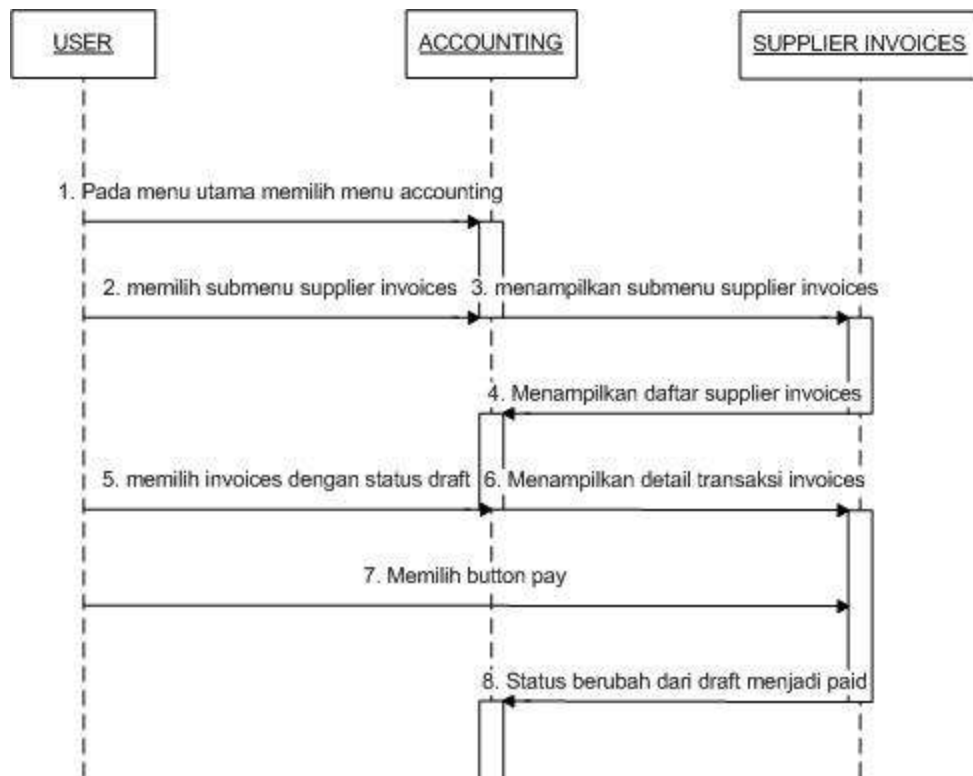 USER
ACCOUNTING
SUPPLIER INVOICES
1. Pada menu utama memilih menu accounting
2. memilih submenu supplier invoices
3. menampilkan submenu supplier invoices
4. Menampilkan daftar supplier invoices
5. memilih invoices dengan status draft
6. Menampilkan detail transaksi invoices
7. Memilih button pay
8. Status berubah dari draft menjadi paid